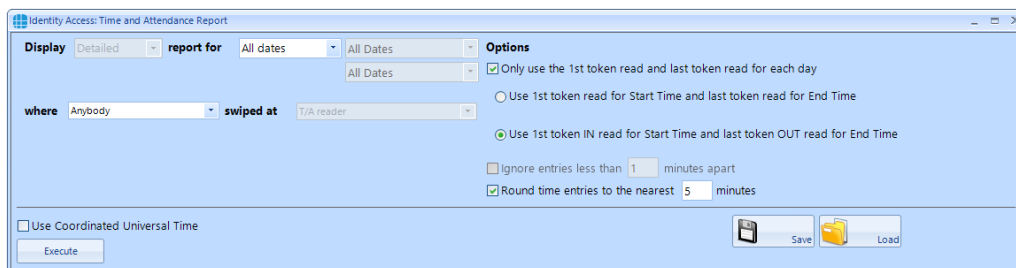 Identity Access: Time and Attendance Report
Display Detailed report for All dates All Dates
All Dates
where Anybody swiped at T/A reader
Options
Only use the 1st token read and last token read for each day
Use 1st token read for Start Time and last token read for End Time
Use 1st token IN read for Start Time and last token OUT read for End Time
Ignore entries less than 1 minutes apart
Round time entries to the nearest 5 minutes
Use Coordinated Universal Time
Execute
Save
Load